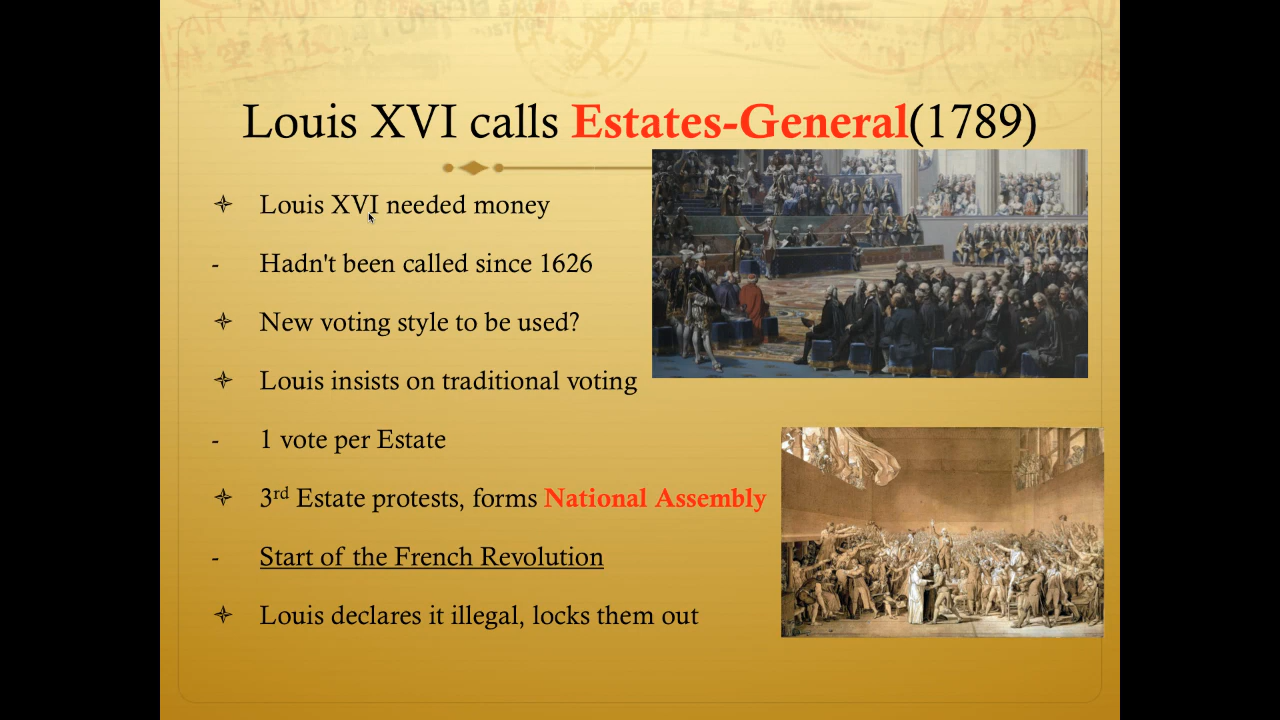 Louis XVI calls Estates-General(1789)
Louis XVI needed money
- Hadn't been called since 1626
New voting style to be used?
Louis insists on traditional voting
- 1 vote per Estate
3rd Estate protests, forms National Assembly
- Start of the French Revolution
Louis declares it illegal, locks them out